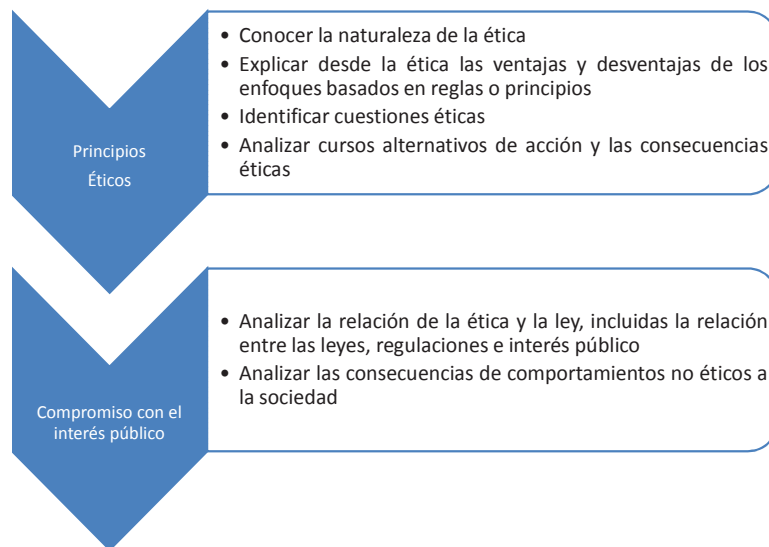 Principios
Éticos
• Conocer la naturaleza de la ética
• Explicar desde la ética las ventajas y desventajas de los
enfoques basados en reglas o principios
• Identificar cuestiones éticas
• Analizar cursos alternativos de acción y las consecuencias
éticas
Compromiso con el
interés público
• Analizar la relación de la ética y la ley, incluidas la relación
entre las leyes, regulaciones e interés público
• Analizar las consecuencias de comportamientos no éticos a
la sociedad